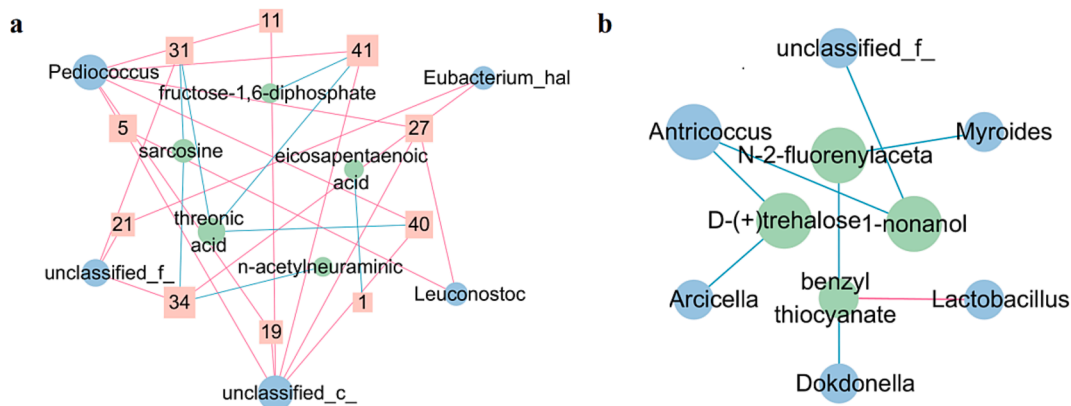 a
11
31
41
Pediococcus
Eubacterium_hal
fructose-1,6-diphosphate
5
27
sarcosine
eicosapentaenoic
acid
21
threonic
acid
40
n-acetylneuraminic
unclassified_f_
34
1
Leuconostoc
19
unclassified_c_
b
unclassified_f_
Antricoccus
Myroides
N-2-fluorenylaceta
D-(+)trehalose
1-nonanol
benzyl
thiocyanate
Arcicella
Lactobacillus
Dokdonella